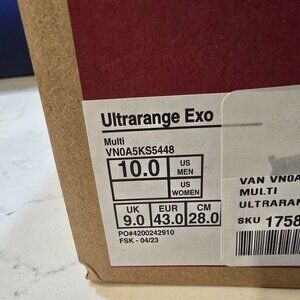 Ultrarange Exo
Multi
VN0A5KS5448
10.0 US MEN
US WOMEN
UK EUR CM
9.0 43.0 28.0
PO#4200242910
FSK - 04/23
VAN VN0A
MULTI
ULTRARAN
SKU 1758